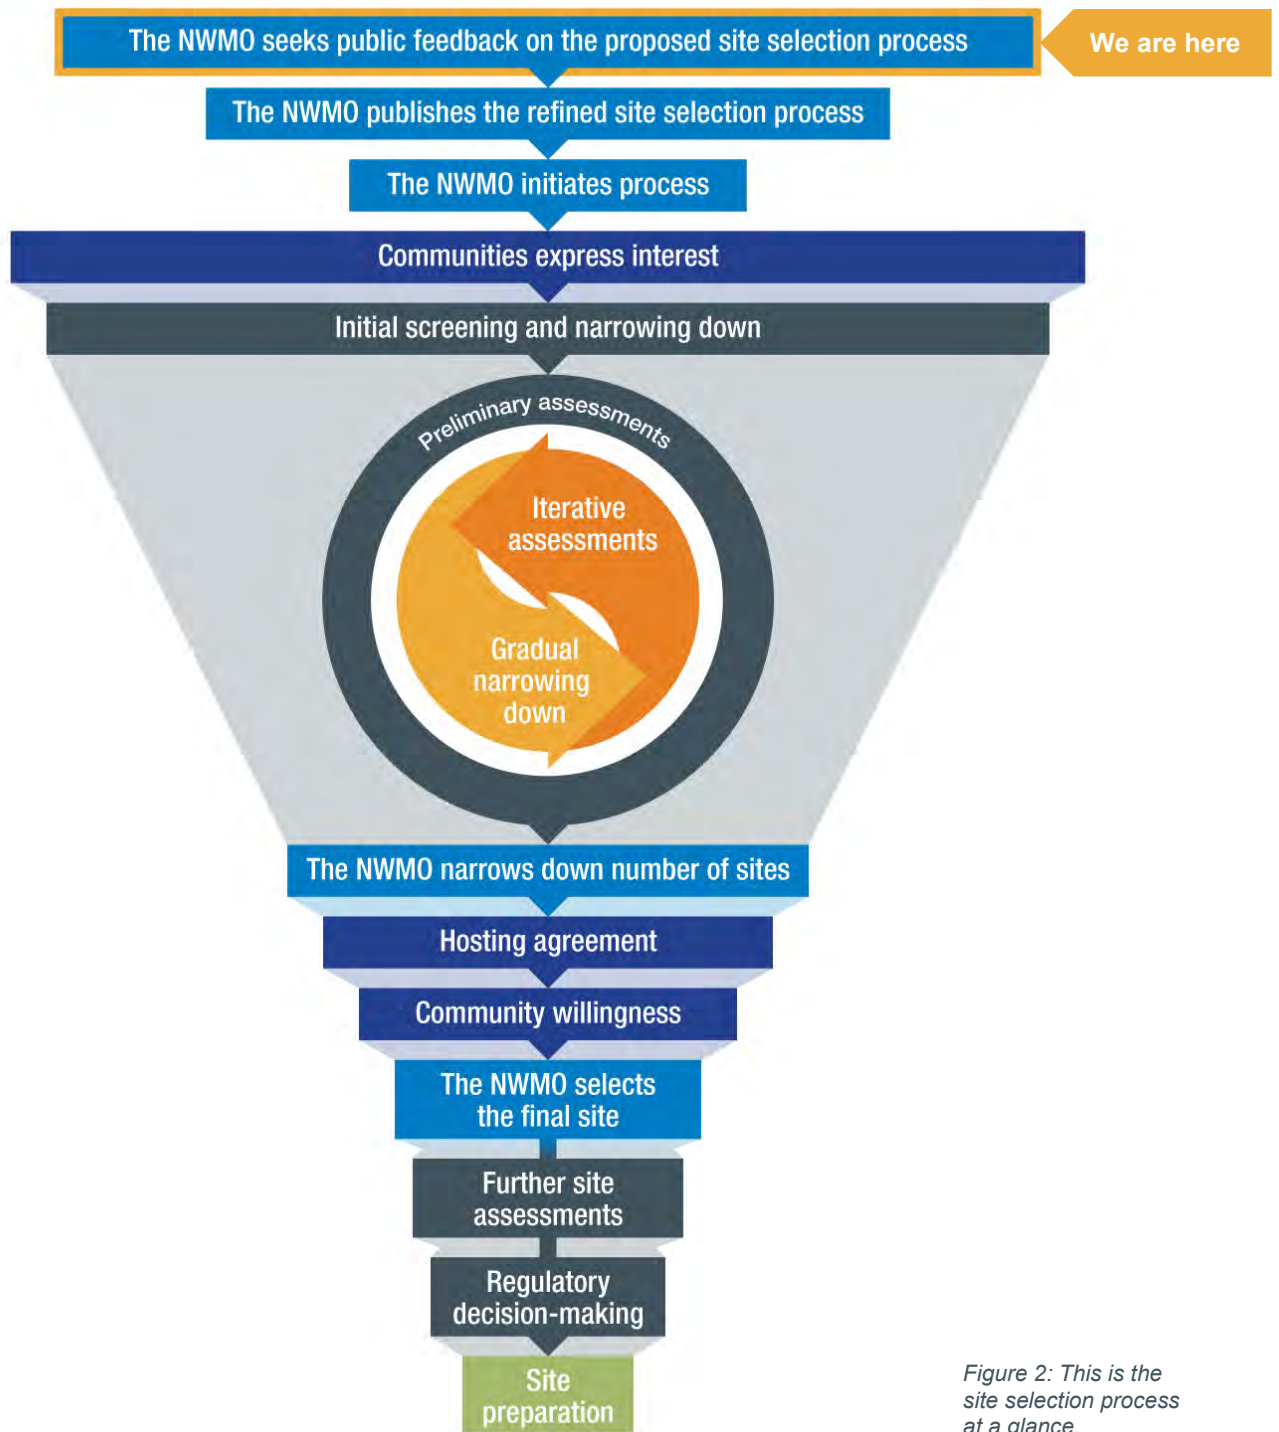 The NWMO seeks public feedback on the proposed site selection process
We are here
The NWMO publishes the refined site selection process
The NWMO initiates process
Communities express interest
Initial screening and narrowing down
Preliminary assessments
Iterative
assessments
Gradual
narrowing
down
The NWMO narrows down number of sites
Hosting agreement
Community willingness
The NWMO selects
the final site
Further site
assessments
Regulatory
decision-making
Site
preparation
Figure 2: This is the
site selection process
at a glance.